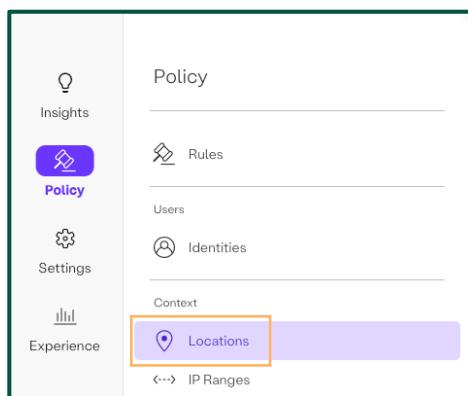 Insights
Policy
Settings
Experience
Policy
Rules
Users
Identities
Context
Locations
IP Ranges